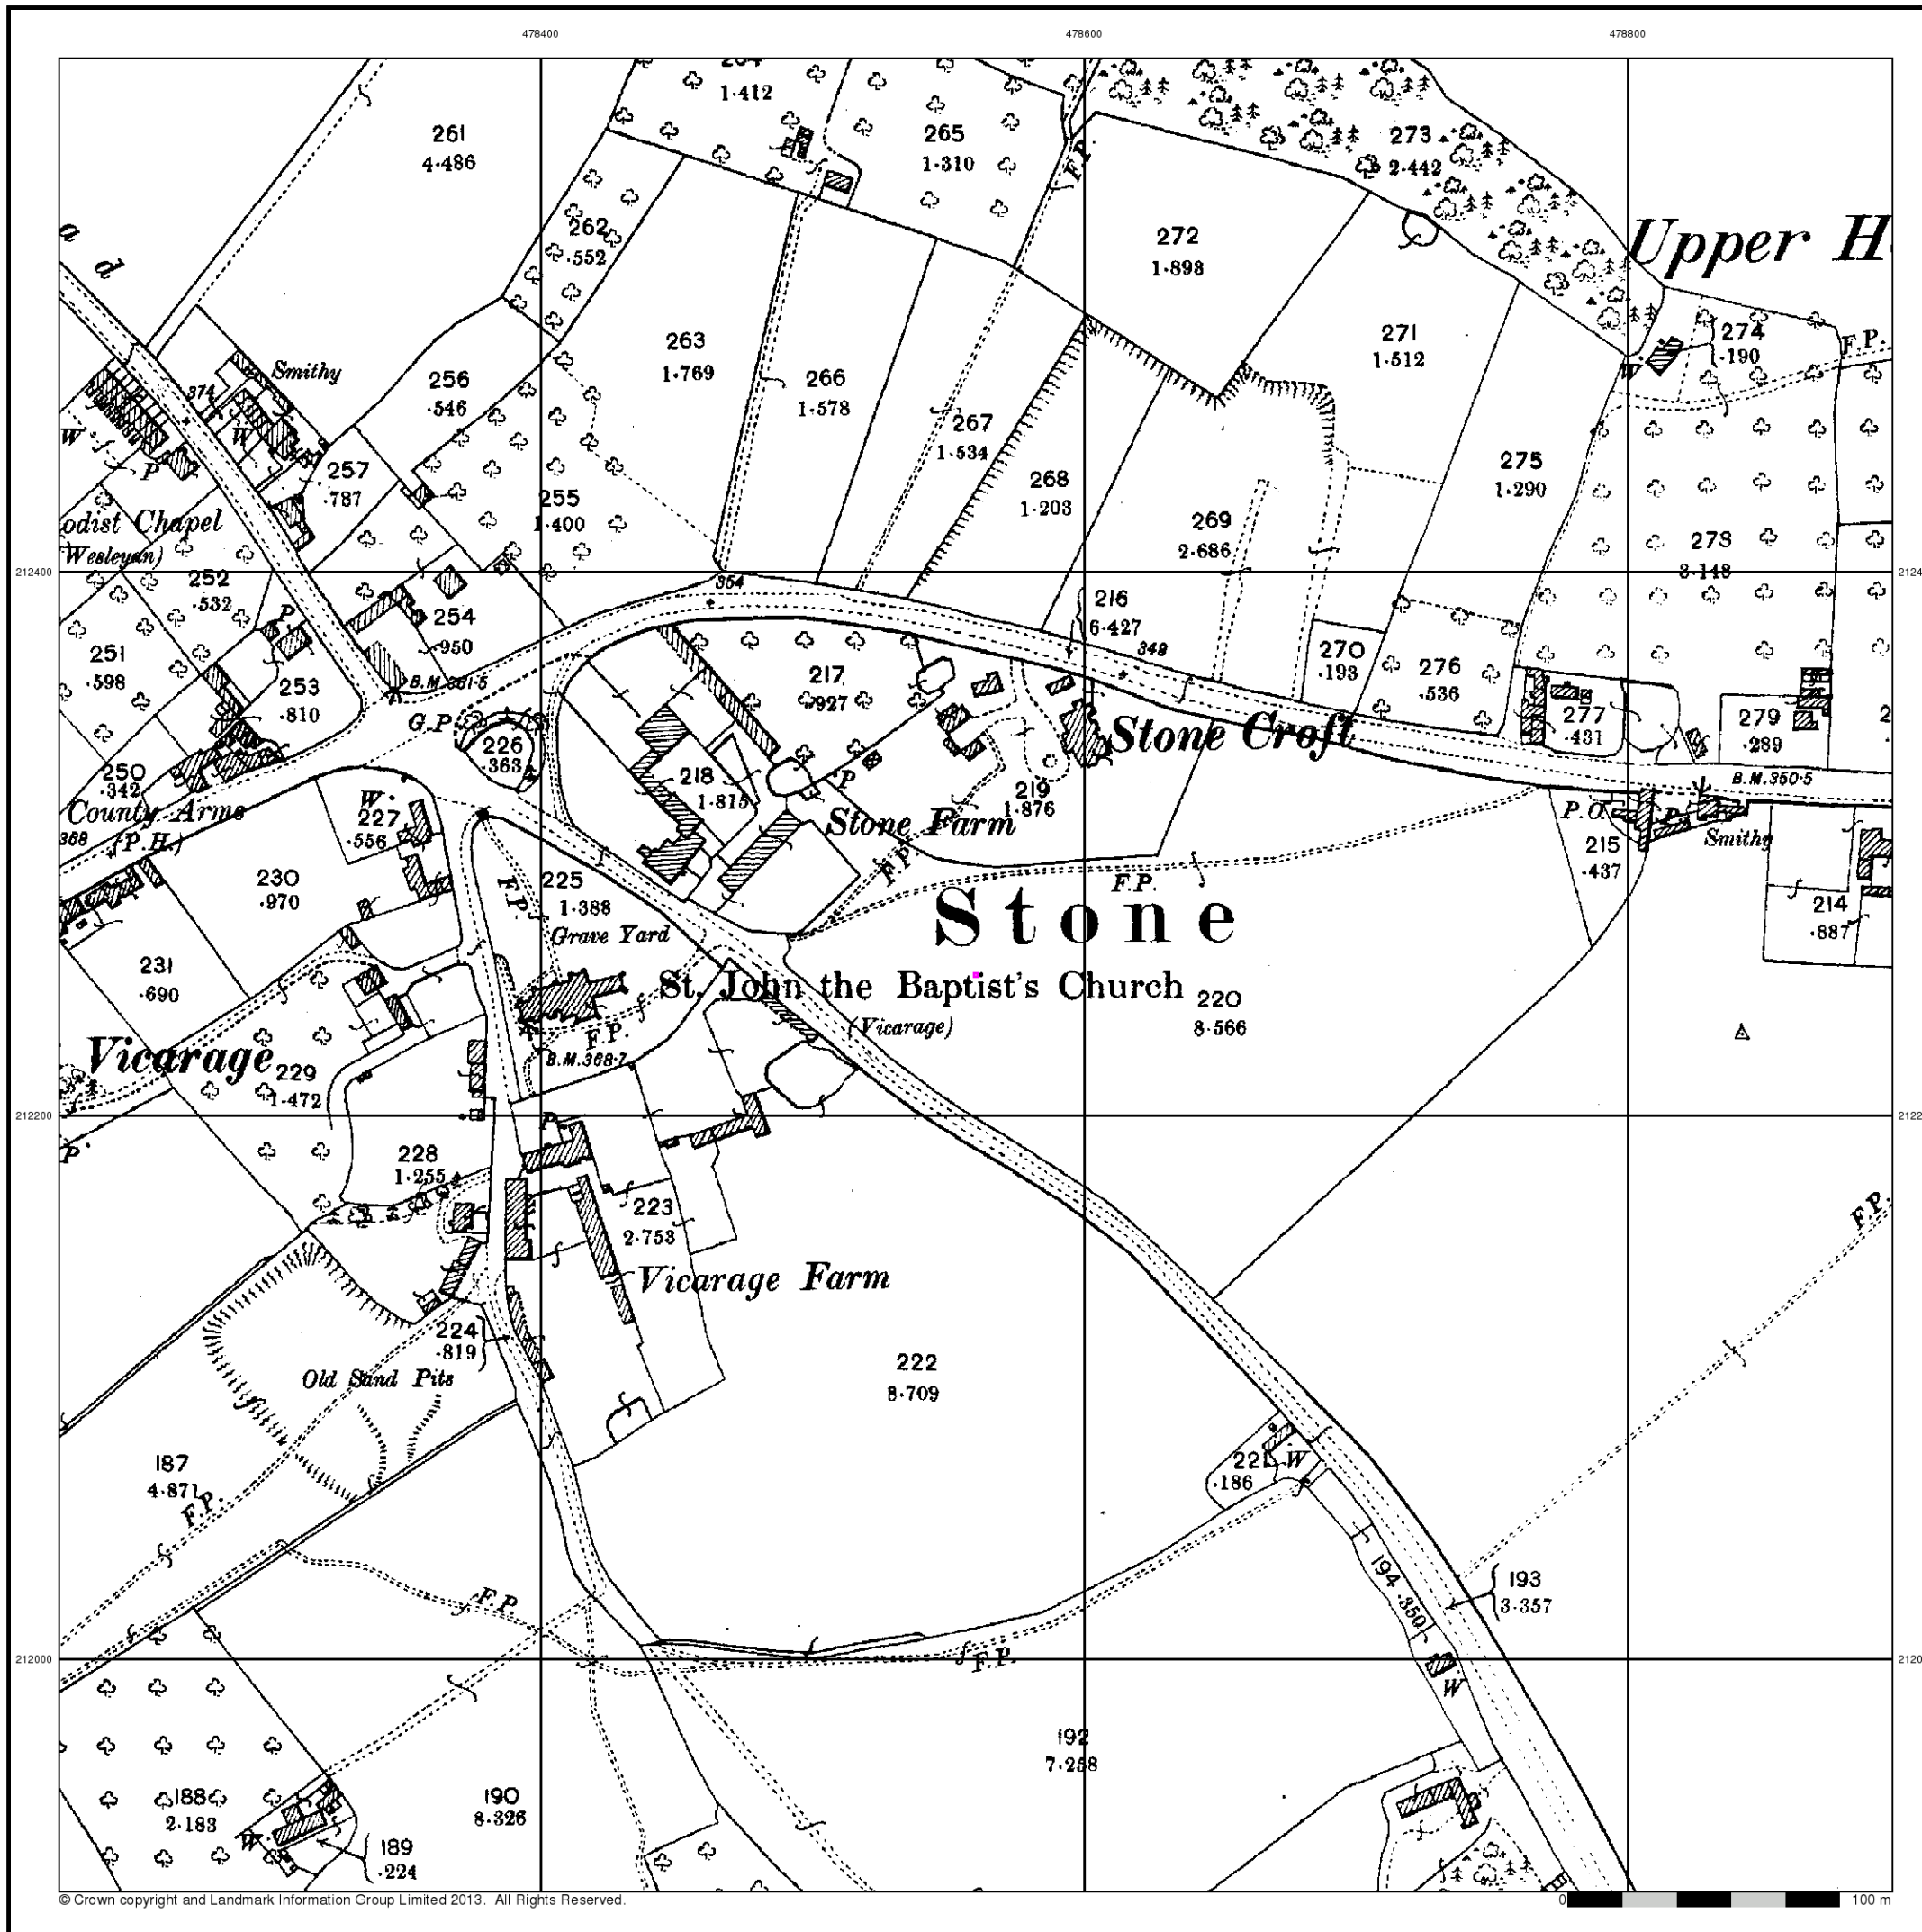 478400
478600
478800
1·412
261
4·486
265
1·310
F.P.
273
2·442
a
d
262
·552
272
1·893
Upper H
Smithy
256
·546
263
1·769
266
1·578
271
1·512
274
·190
F.P.
W
374
W
W
P
257
·787
267
1·534
268
1·203
275
1·290
255
1·400
269
2·686
278
3·148
odist Chapel
(Wesleyan)
212400
354
2124
252
·532
P
254
·950
216
6·427
349
251
·598
253
·810
B.M.361·5
217
·927
270
·193
276
·536
G.P.
226
·363
Stone Croft
277
·431
279
·289
2
250
·342
218
1·815
P
219
1·876
B.M.350·5
County Arms
(P.H.)
368
W
227
·556
Stone Farm
P.O.
P
Smithy
215
·437
F.P.
230
·970
F.P.
225
1·388
F.P.
214
·887
Grave Yard
Stone
231
·690
St. John the Baptist's Church
(Vicarage)
220
8·566
F.P.
B.M.368·7
Vicarage
229
1·472
212200
2122
P
P
228
1·255
223
2·753
F.P.
Vicarage Farm
224
·819
222
8·709
Old Sand Pits
187
4·871
F.P.
221
W
·186
F.P.
194
·350
193
3·357
212000
F.P.
2120
W
192
7·258
188
2·183
190
8·326
W
189
·224
© Crown copyright and Landmark Information Group Limited 2013. All Rights Reserved.
0
100 m